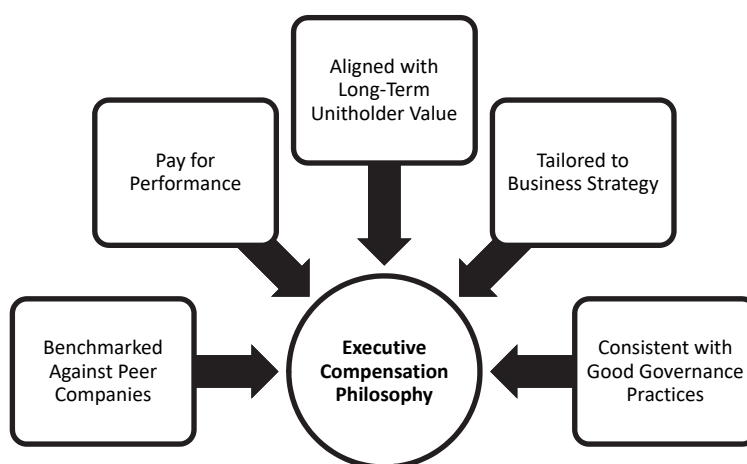 Aligned with
Long-Term
Unitholder Value
Pay for
Performance
Tailored to
Business Strategy
Benchmarked
Against Peer
Companies
Executive
Compensation
Philosophy
Consistent with
Good Governance
Practices